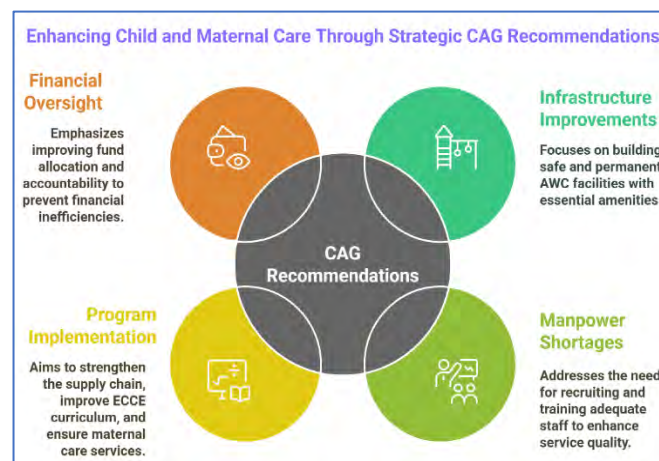 Enhancing Child and Maternal Care Through Strategic CAG Recommendations
Financial
Oversight
Emphasizes
improving fund
allocation and
accountability to
prevent financial
inefficiencies.
Infrastructure
Improvements
Focuses on building
safe and permanent
AWC facilities with
essential amenities
CAG
Recommendations
Program
Implementation
Aims to strengthen
the supply chain,
improve ECCE
curriculum, and
ensure maternal
care services.
Manpower
Shortages
Addresses the need
for recruiting and
training adequate
staff to enhance
service quality.